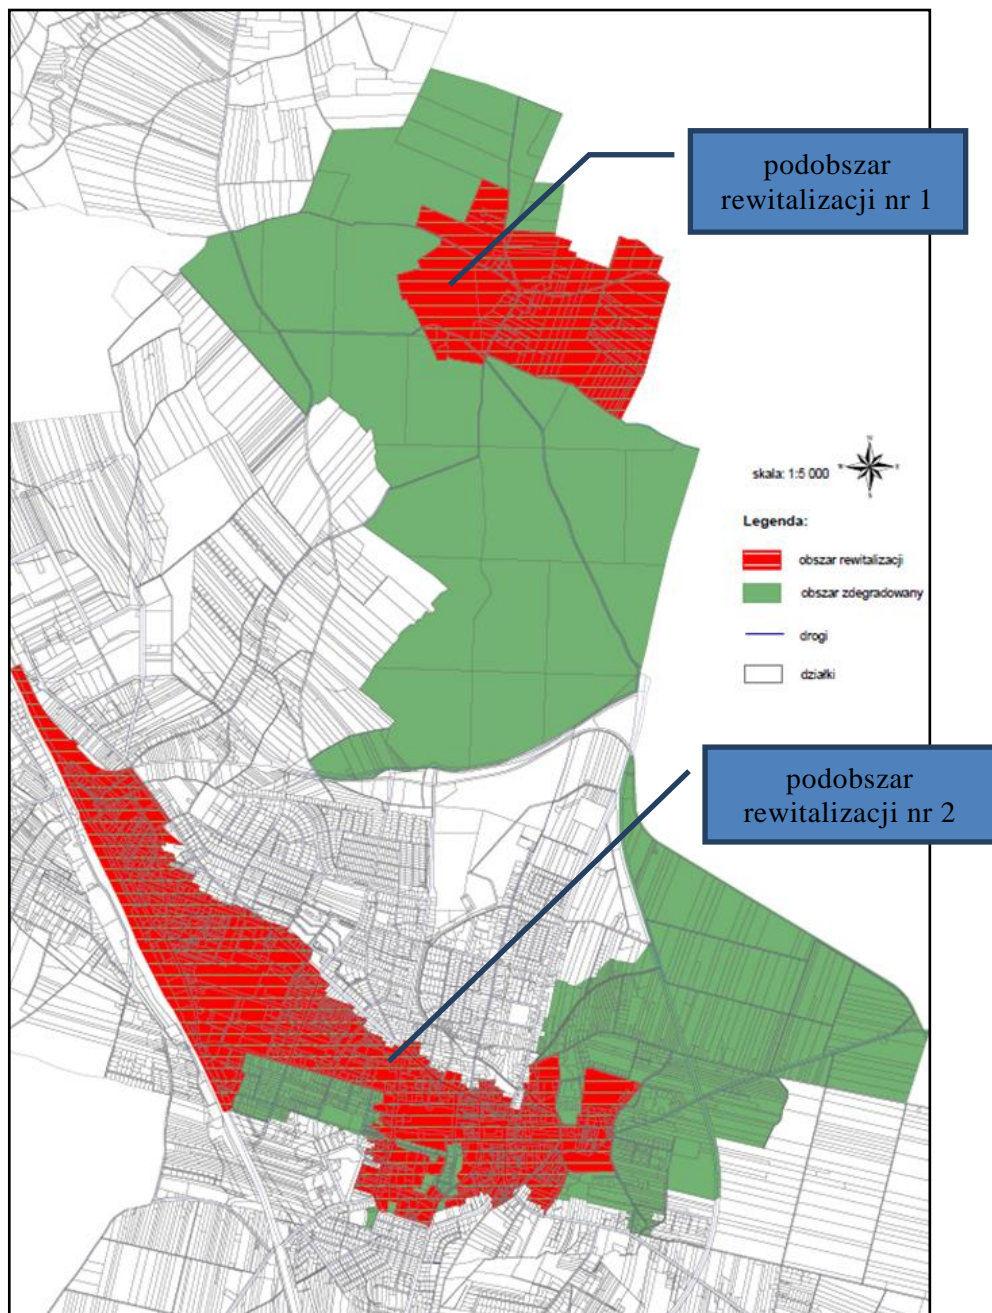 podobszar
rewitalizacji nr 1
N
W
E
S
skala: 1:5 000
Legenda:
obszar rewitalizacji
obszar zdegradowany
drogi
działki
podobszar
rewitalizacji nr 2